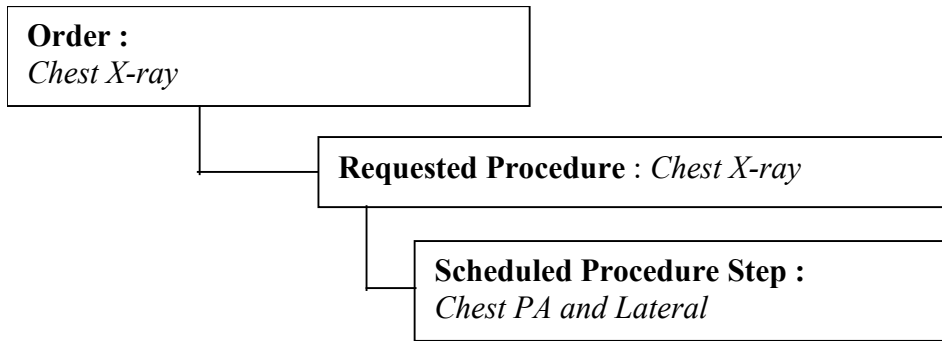 Order :
Chest X-ray
Requested Procedure : Chest X-ray
Scheduled Procedure Step :
Chest PA and Lateral